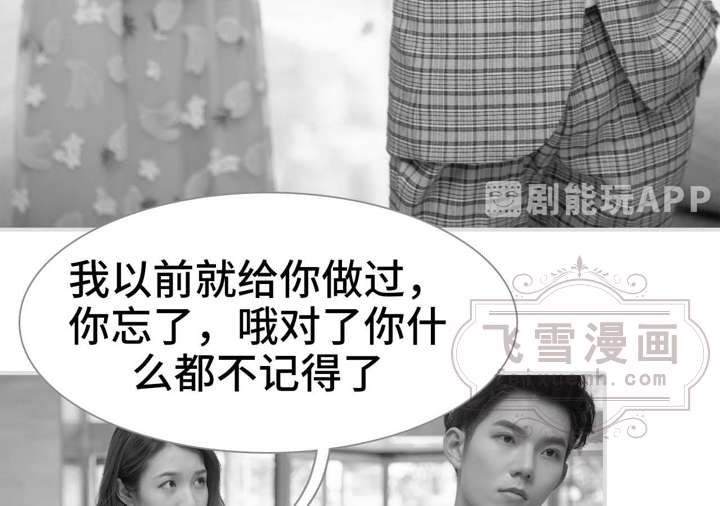 剧能玩APP
我以前就给你做过，
你忘了，哦对了你什
么都不记得了
飞雪漫画